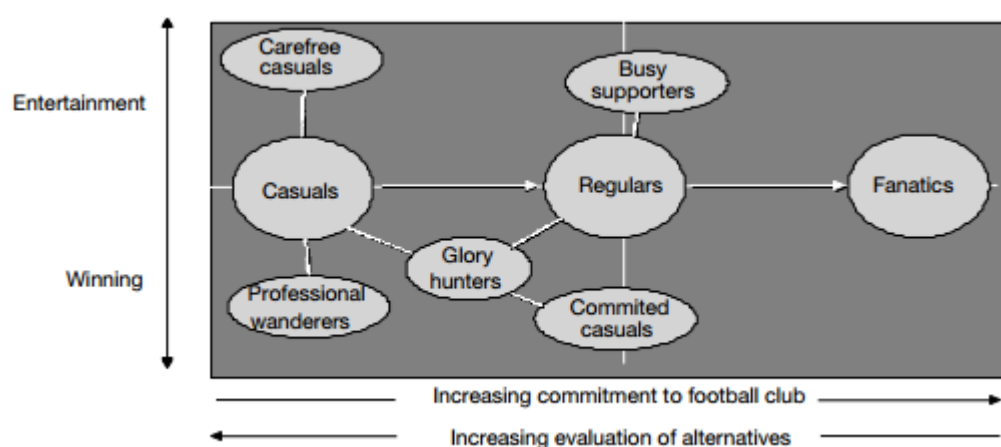 Carefree
casuals
Busy
supporters
Entertainment
Casuals
Regulars
Fanatics
Glory
hunters
Winning
Professional
wanderers
Commited
casuals
Increasing commitment to football club
Increasing evaluation of alternatives